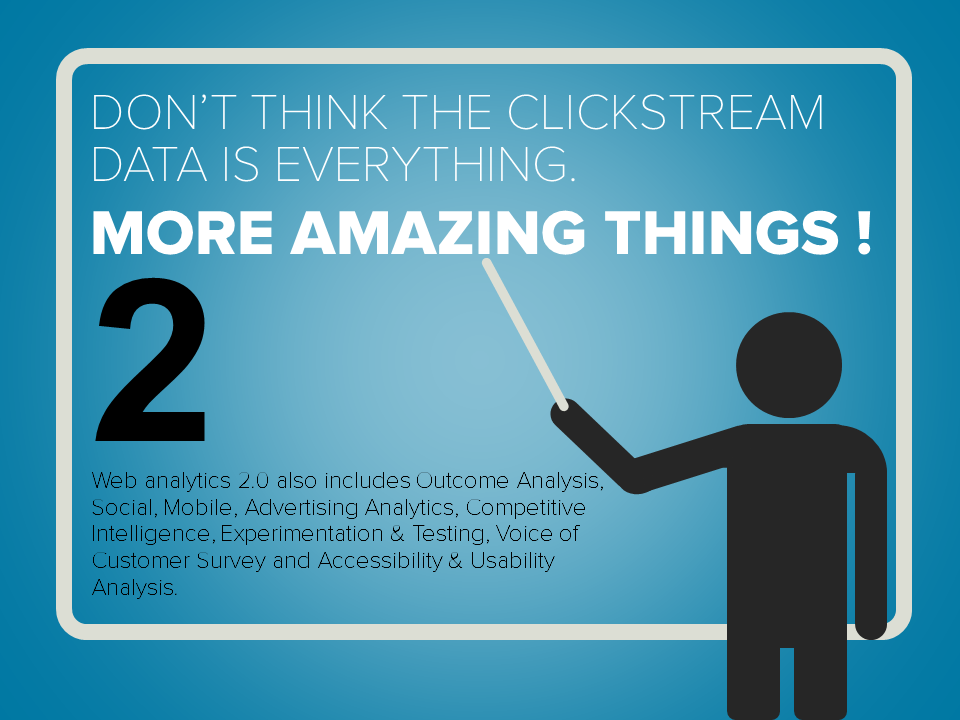 DON'T THINK THE CLICKSTREAM
DATA IS EVERYTHING.
MORE AMAZING THINGS !
2
Web analytics 2.0 also includes Outcome Analysis,
Social, Mobile, Advertising Analytics, Competitive
Intelligence, Experimentation & Testing, Voice of
Customer Survey and Accessibility & Usability
Analysis.